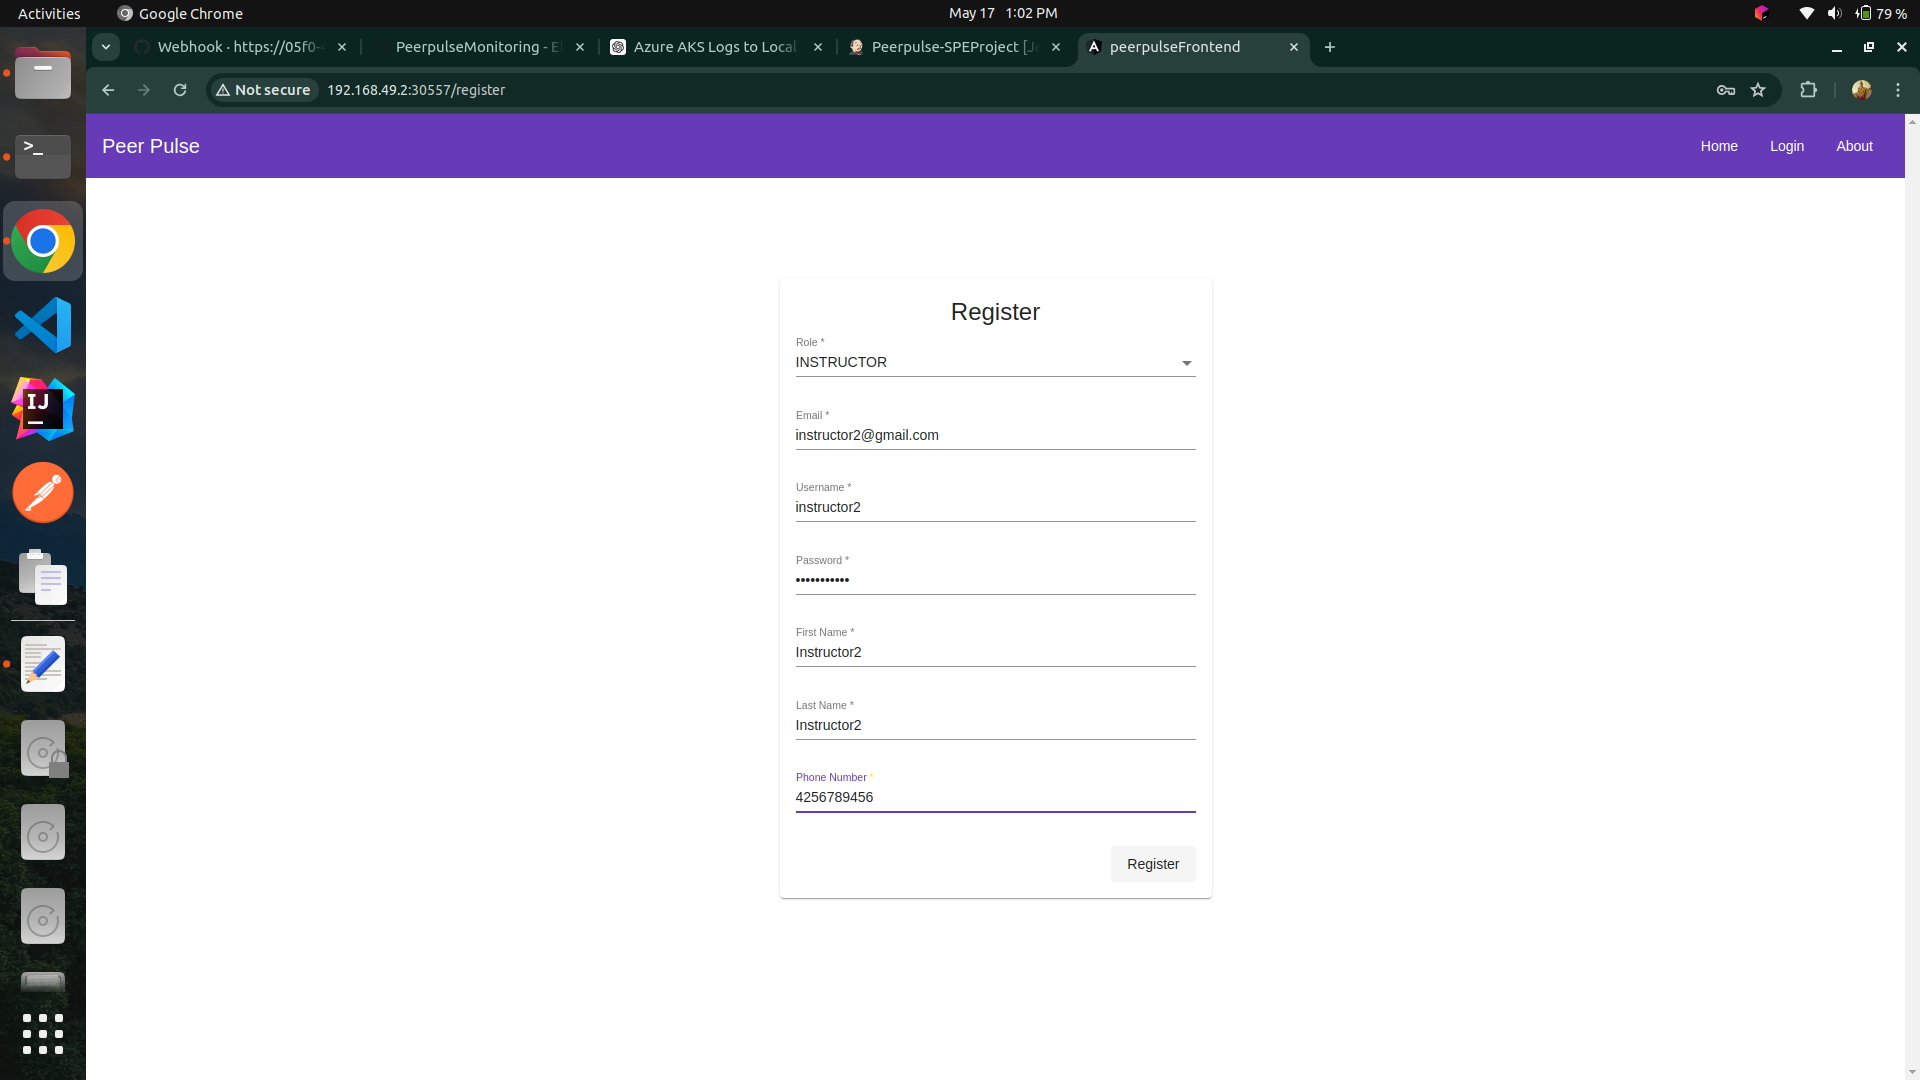 Activities
Google Chrome
May 17 1:02 PM
79 %
Webhook · https://05f0-
PeerpulseMonitoring - El
Azure AKS Logs to Local
Peerpulse-SPEProject [Je
peerpulseFrontend
Not secure
192.168.49.2:30557/register
Peer Pulse
Home
Login
About
>_
IJ
Register
Role *
INSTRUCTOR
Email *
instructor2@gmail.com
Username *
instructor2
Password *
•••••••••••
First Name *
Instructor2
Last Name *
Instructor2
Phone Number *
4256789456
Register